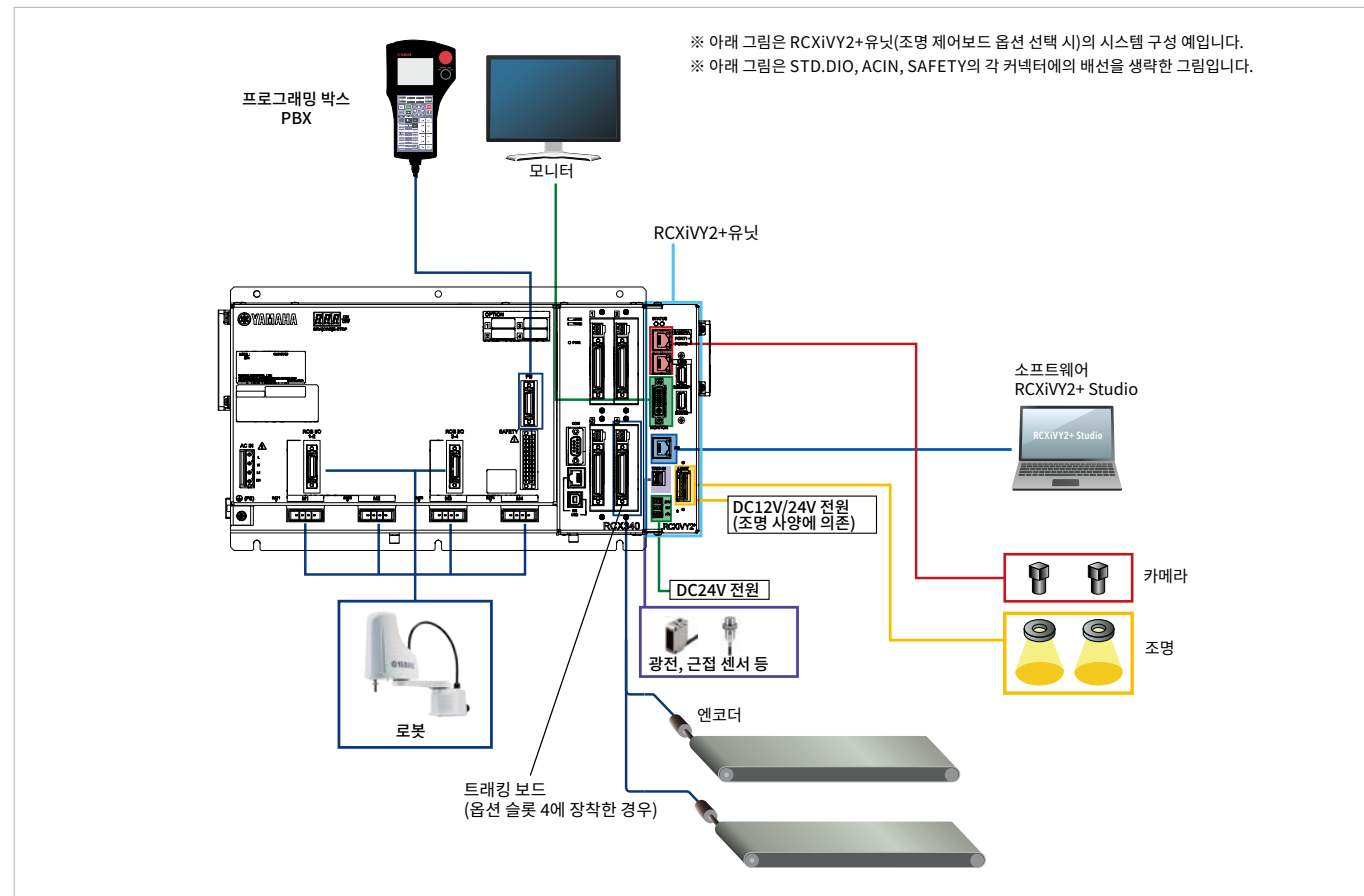 ※ 아래 그림은 RCXiVY2+유닛(조명 제어보드 옵션 선택 시)의 시스템 구성 예입니다.
※ 아래 그림은 STD.DIO, ACIN, SAFETY의 각 커넥터에의 배선을 생략한 그림입니다.
프로그래밍 박스
PBX
모니터
RCXiVY2+유닛
YAMAHA
OPTION
소프트웨어
RCXiVY2+ Studio
RCXiVY2+ Studio
SAFETY
AC IN
M1
M2
M3
M4
RCX340
RCXiVY2+
DC12V/24V 전원
(조명 사양에 의존)
DC24V 전원
카메라
조명
광전, 근접 센서 등
YAMAHA
로봇
엔코더
트래킹 보드
(옵션 슬롯 4에 장착한 경우)